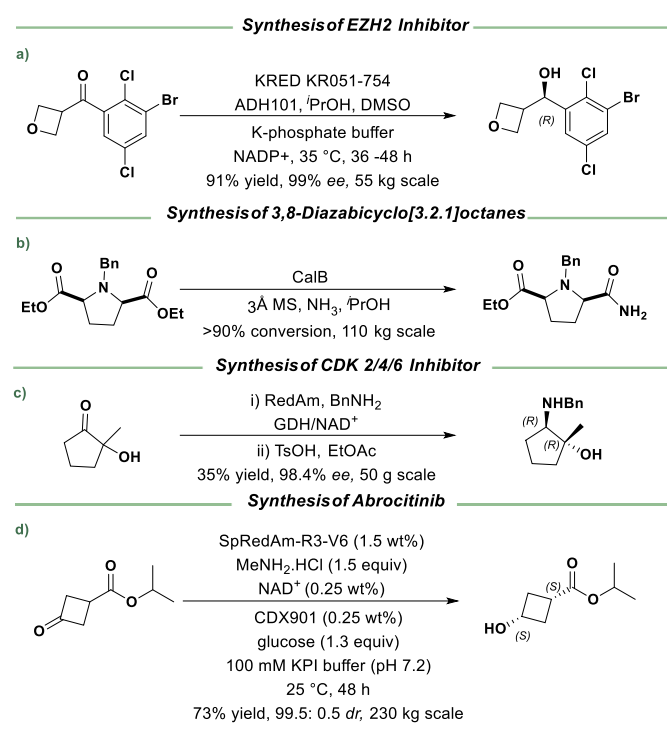 Synthesis of EZH2 Inhibitor
a)
O
Cl
Br
O
Cl
KRED KR051-754
ADH101, iPrOH, DMSO
K-phosphate buffer
NADP+, 35 °C, 36 -48 h
91% yield, 99% ee, 55 kg scale
OH
Cl
Br
(R)
O
Cl
Synthesis of 3,8-Diazabicyclo[3.2.1]octanes
b)
Bn
O
N
O
EtO
OEt
CalB
3Å MS, NH3, iPrOH
>90% conversion, 110 kg scale
Bn
O
N
O
EtO
NH2
Synthesis of CDK 2/4/6 Inhibitor
c)
O
OH
i) RedAm, BnNH2
GDH/NAD+
ii) TsOH, EtOAc
35% yield, 98.4% ee, 50 g scale
NHBn
(R)
(R)
OH
Synthesis of Abrocitinib
d)
O
O
O
SpRedAm-R3-V6 (1.5 wt%)
MeNH2.HCl (1.5 equiv)
NAD+ (0.25 wt%)
CDX901 (0.25 wt%)
glucose (1.3 equiv)
100 mM KPI buffer (pH 7.2)
25 °C, 48 h
73% yield, 99.5: 0.5 dr, 230 kg scale
O
(S)
O
HO
(S)